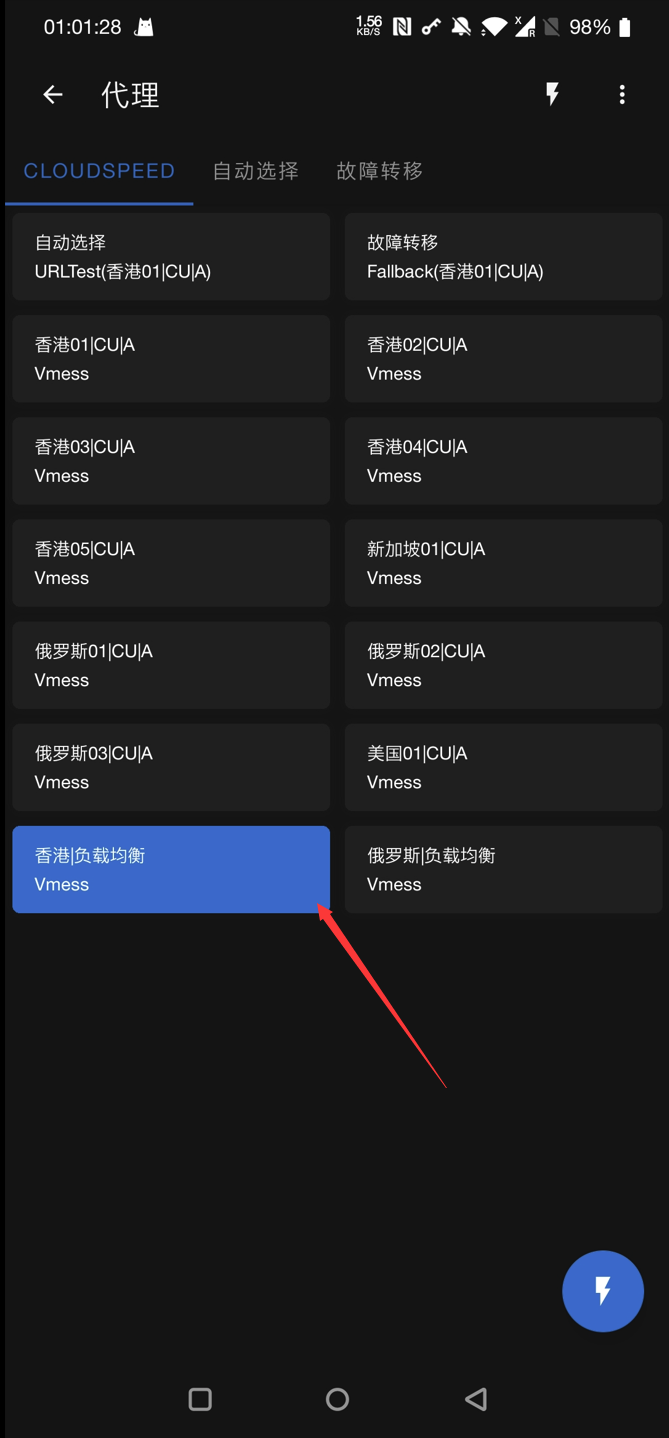 01:01:28
1.56 KB/S
98%
代理
CLOUDSPEED 自动选择 故障转移
自动选择
URLTest(香港01|CU|A)
故障转移
Fallback(香港01|CU|A)
香港01|CU|A
Vmess
香港02|CU|A
Vmess
香港03|CU|A
Vmess
香港04|CU|A
Vmess
香港05|CU|A
Vmess
新加坡01|CU|A
Vmess
俄罗斯01|CU|A
Vmess
俄罗斯02|CU|A
Vmess
俄罗斯03|CU|A
Vmess
美国01|CU|A
Vmess
香港|负载均衡
Vmess
俄罗斯|负载均衡
Vmess